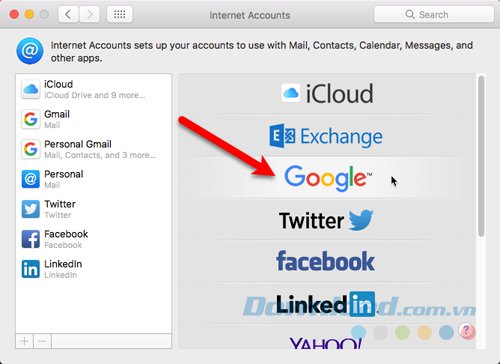 Internet Accounts
Search
Internet Accounts sets up your accounts to use with Mail, Contacts, Calendar, Messages, and
other apps.
iCloud
iCloud Drive and 9 more...
Gmail
Mail
Personal Gmail
Mail, Contacts, and 3 more...
Personal
Mail
Twitter
Twitter
Facebook
Facebook
LinkedIn
LinkedIn
iCloud
Exchange
Google™
Twitter
facebook
Linked in
YAHOO!
Download.com.vn
+ −
?